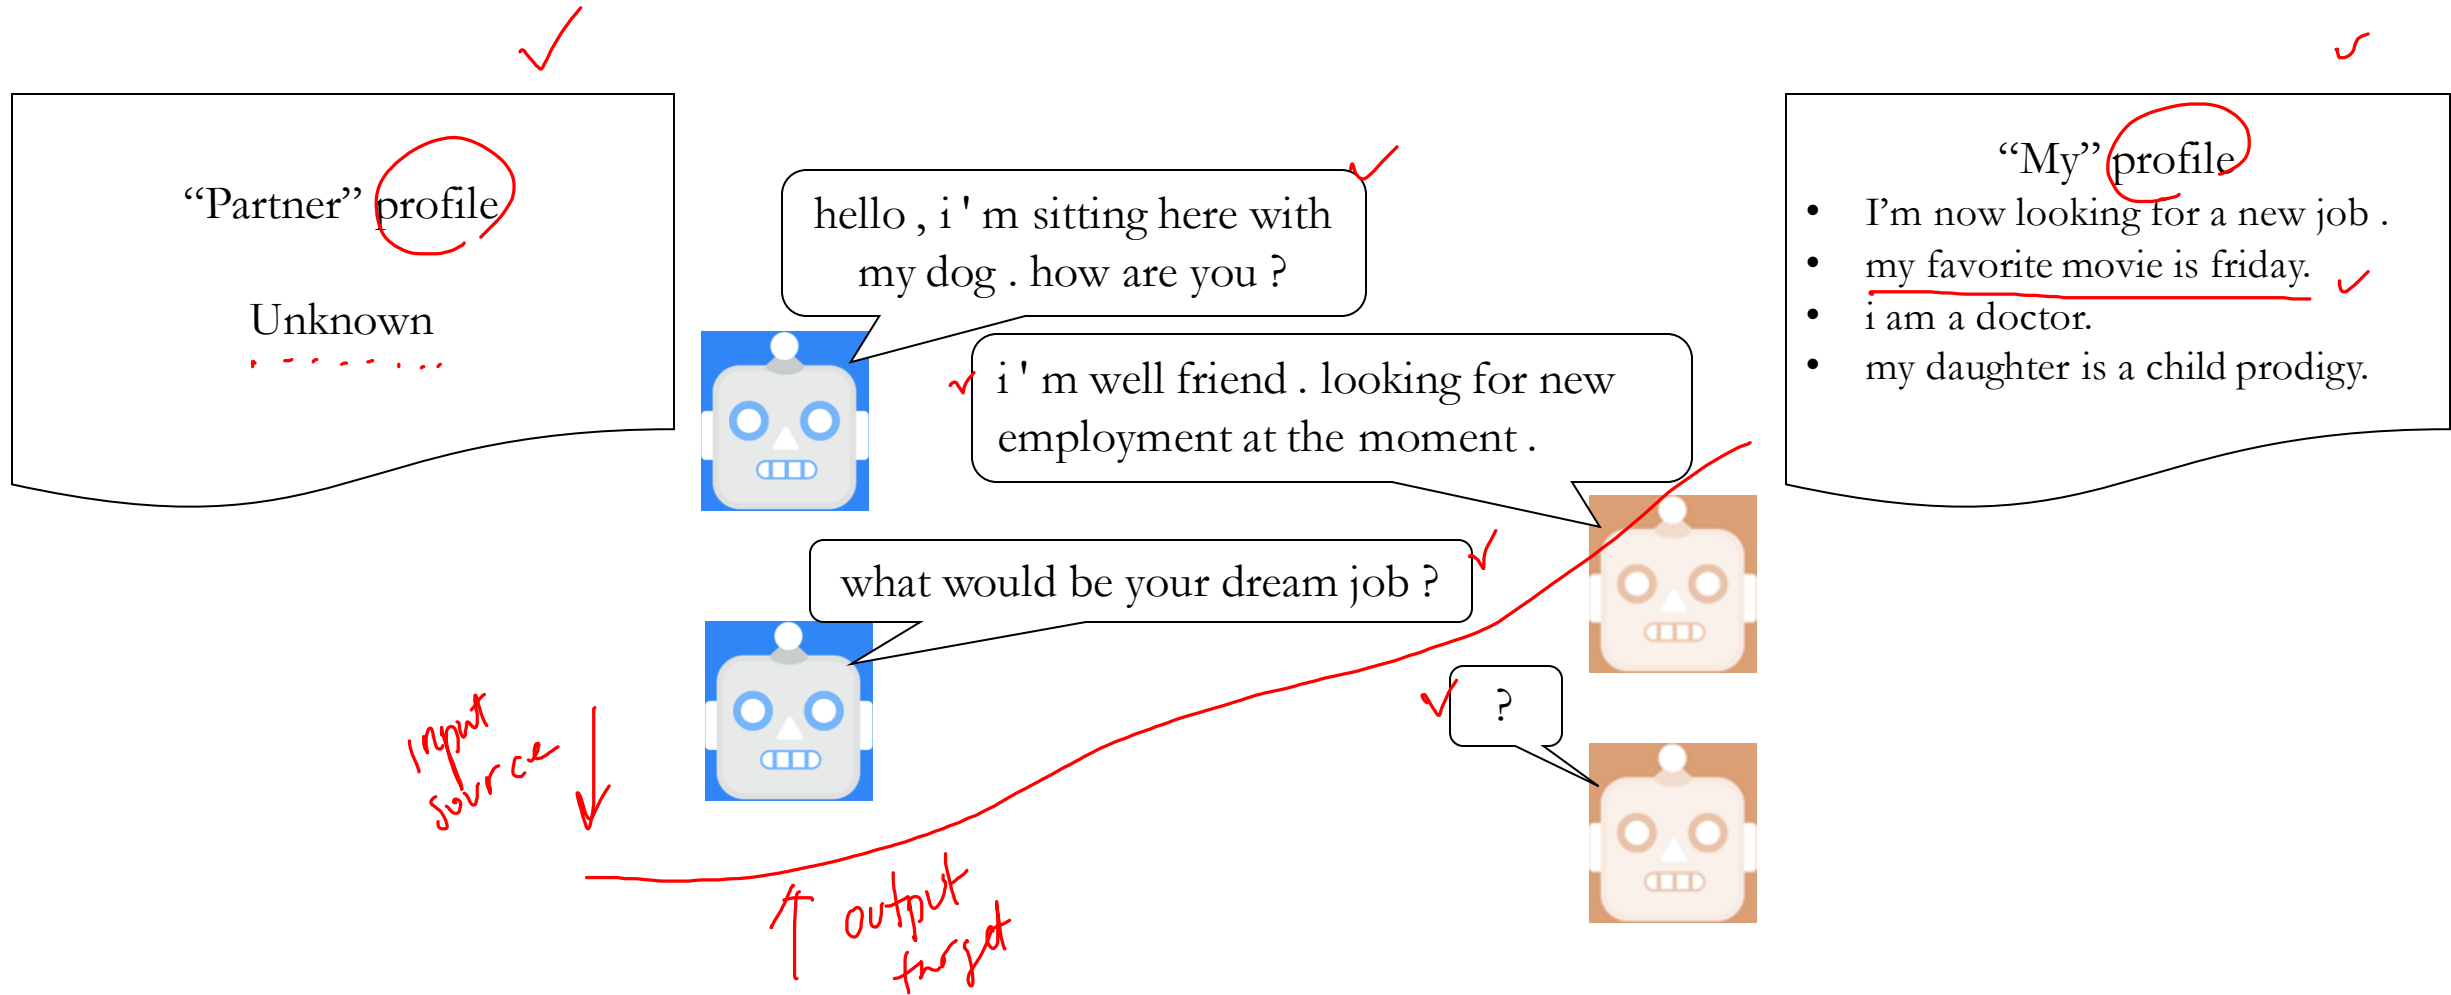 “Partner” profile
Unknown
hello , i ' m sitting here with
my dog . how are you ?
i ' m well friend . looking for new
employment at the moment .
what would be your dream job ?
?
“My” profile
• I’m now looking for a new job .
• my favorite movie is friday.
• i am a doctor.
• my daughter is a child prodigy.
input
source
output
target